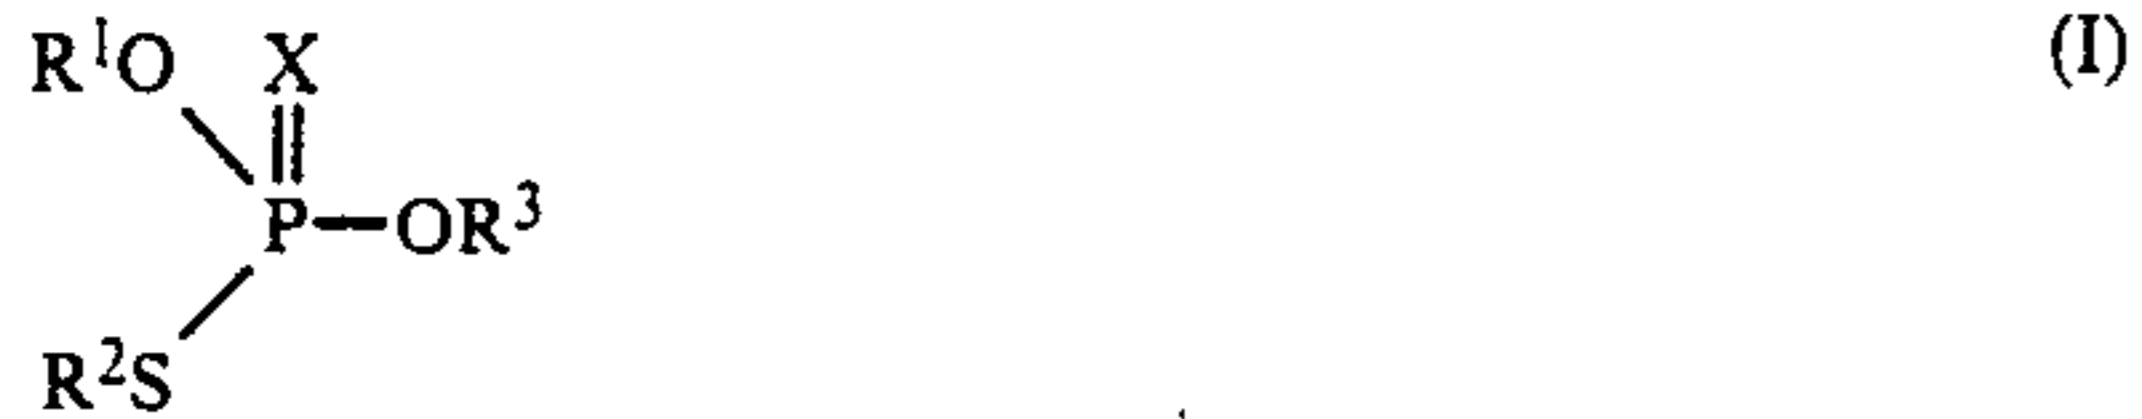 R¹O X (I)
P—OR³
R²S